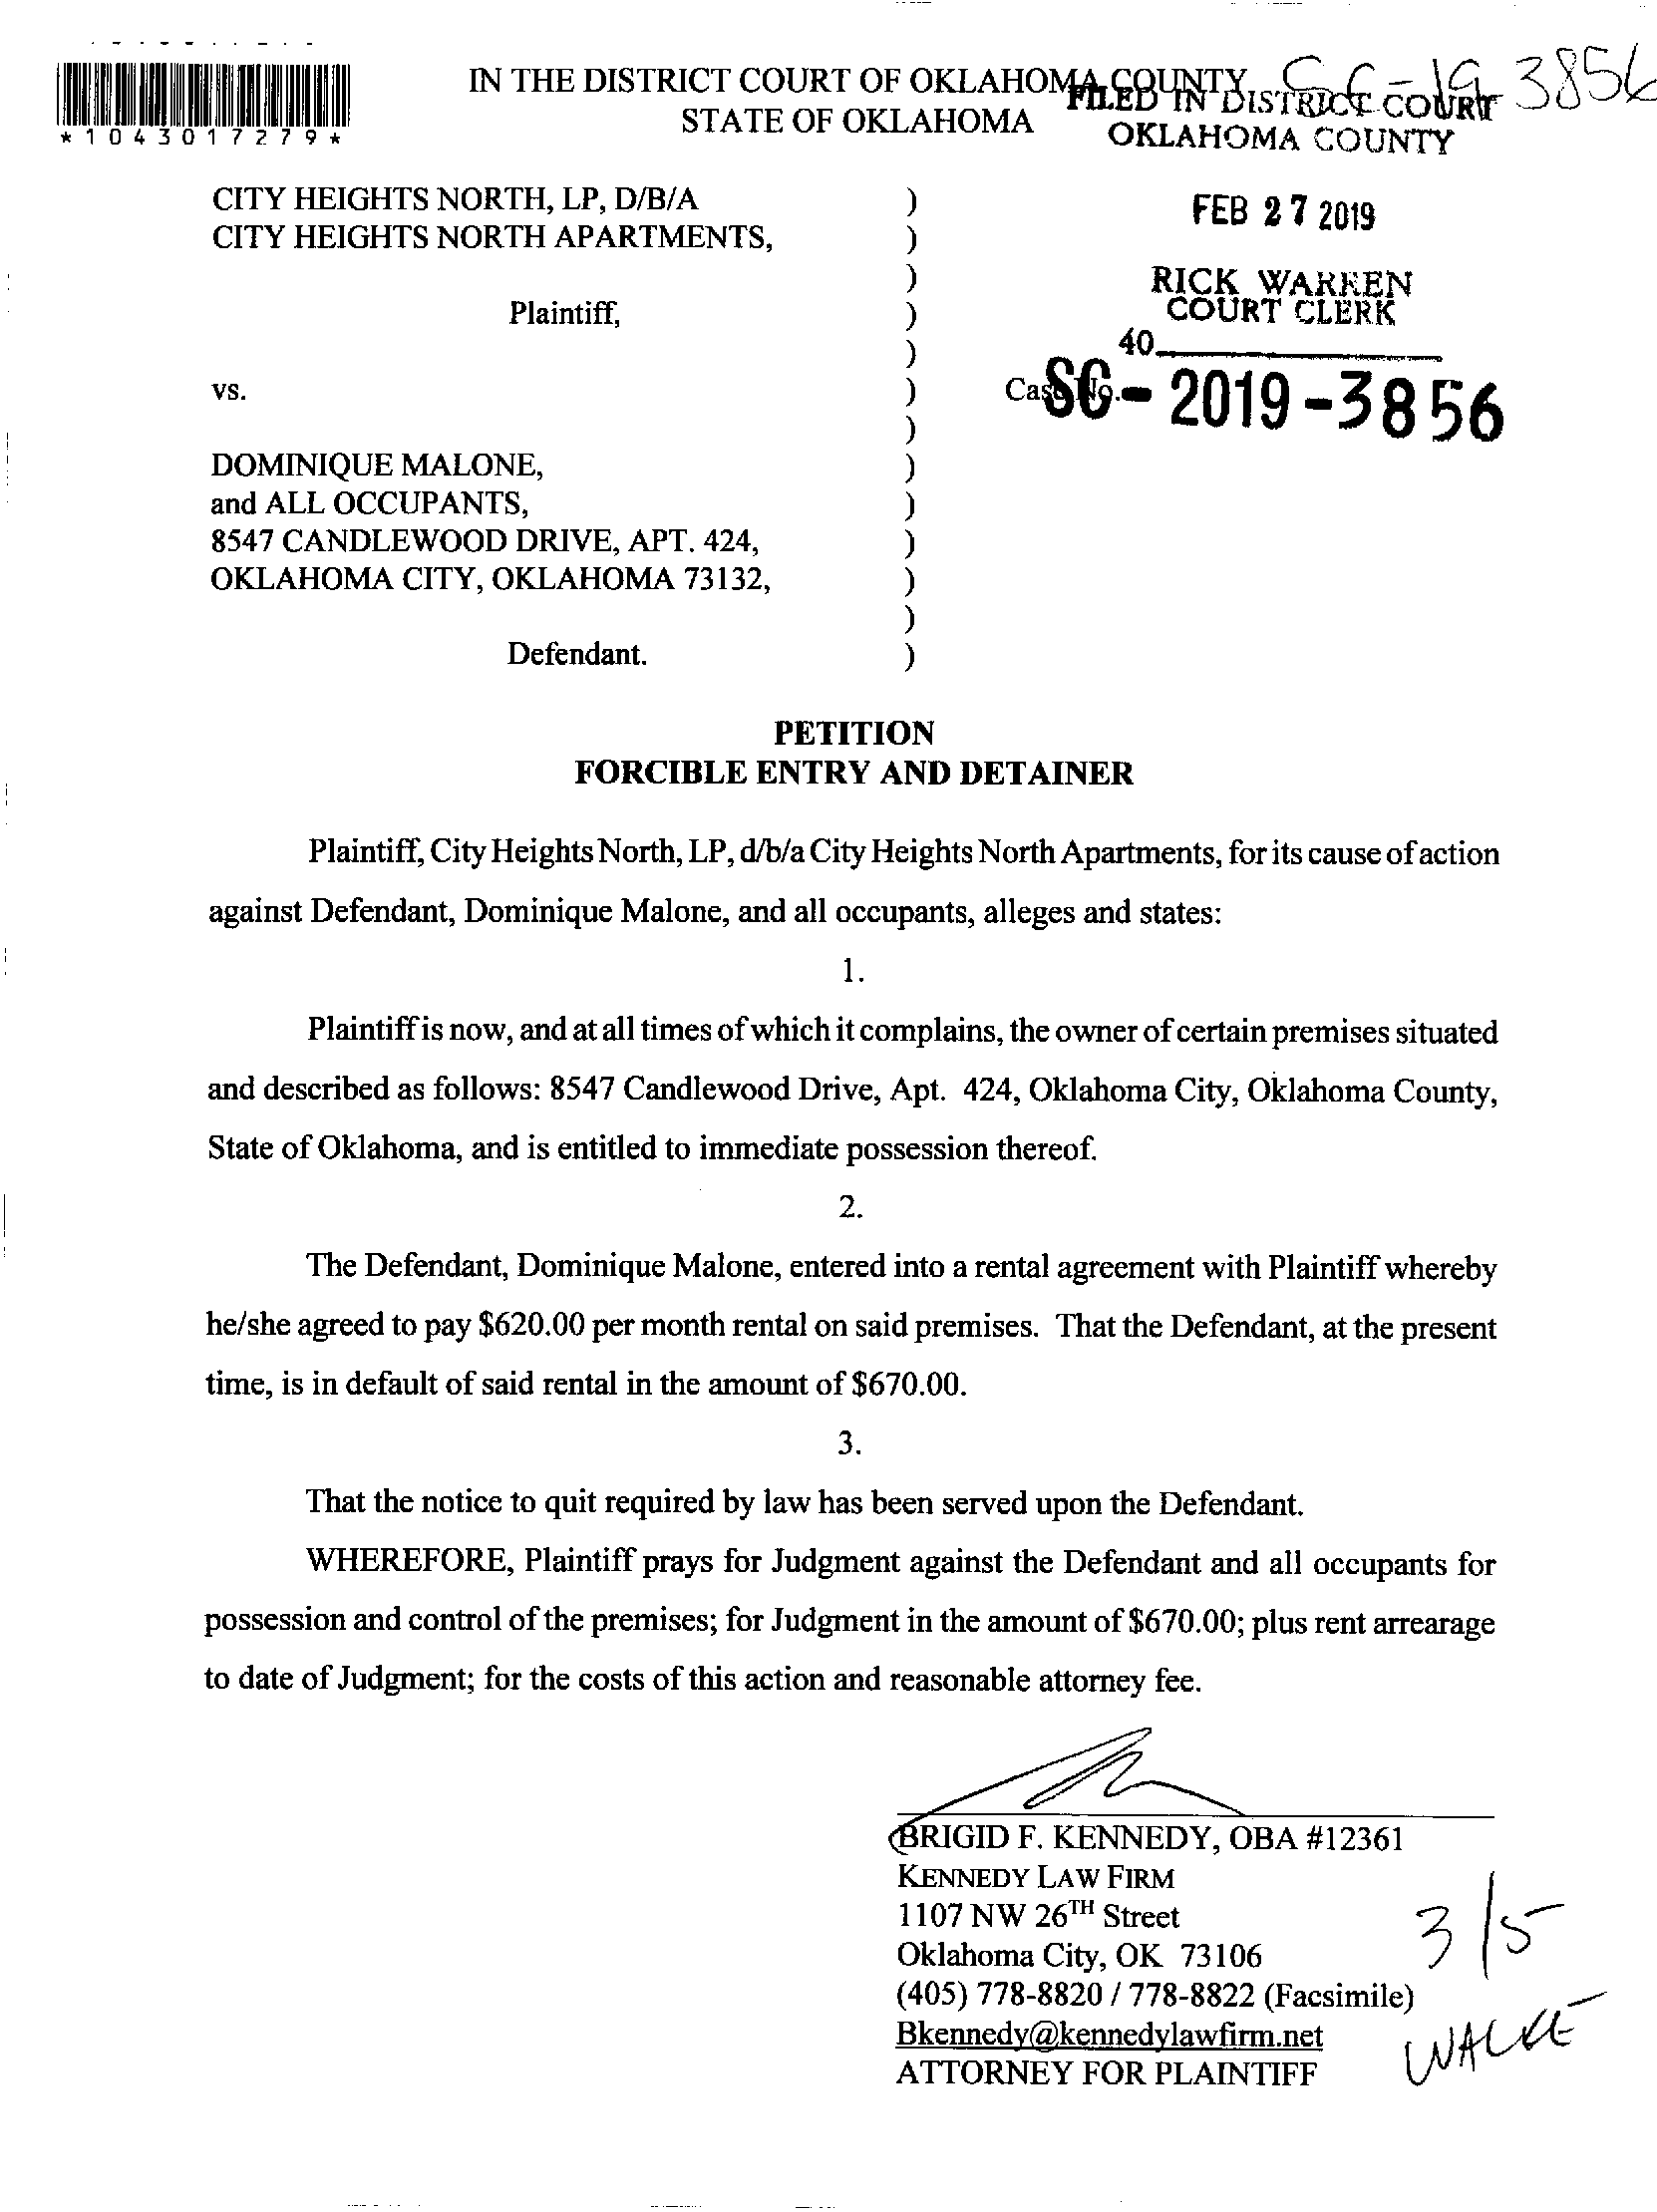 *1043017279*
IN THE DISTRICT COURT OF OKLAHOMA COUNTY
STATE OF OKLAHOMA
SC-19 3856
FILED IN DISTRICT COURT
OKLAHOMA COUNTY
FEB 27 2019
RICK WARREN
COURT CLERK
40
Case No.
SC-2019-3856
CITY HEIGHTS NORTH, LP, D/B/A )
CITY HEIGHTS NORTH APARTMENTS, )
)
Plaintiff, )
)
vs. )
)
DOMINIQUE MALONE, )
and ALL OCCUPANTS, )
8547 CANDLEWOOD DRIVE, APT. 424, )
OKLAHOMA CITY, OKLAHOMA 73132, )
)
Defendant. )
PETITION
FORCIBLE ENTRY AND DETAINER
Plaintiff, City Heights North, LP, d/b/a City Heights North Apartments, for its cause of action
against Defendant, Dominique Malone, and all occupants, alleges and states:
1.
Plaintiff is now, and at all times of which it complains, the owner of certain premises situated
and described as follows: 8547 Candlewood Drive, Apt. 424, Oklahoma City, Oklahoma County,
State of Oklahoma, and is entitled to immediate possession thereof.
2.
The Defendant, Dominique Malone, entered into a rental agreement with Plaintiff whereby
he/she agreed to pay $620.00 per month rental on said premises. That the Defendant, at the present
time, is in default of said rental in the amount of $670.00.
3.
That the notice to quit required by law has been served upon the Defendant.
WHEREFORE, Plaintiff prays for Judgment against the Defendant and all occupants for
possession and control of the premises; for Judgment in the amount of $670.00; plus rent arrearage
to date of Judgment; for the costs of this action and reasonable attorney fee.
BRIGID F. KENNEDY, OBA #12361
KENNEDY LAW FIRM
1107 NW 26TH Street
Oklahoma City, OK 73106
(405) 778-8820 / 778-8822 (Facsimile)
Bkennedy@kennedylawfirm.net
ATTORNEY FOR PLAINTIFF
3/5
WALKE